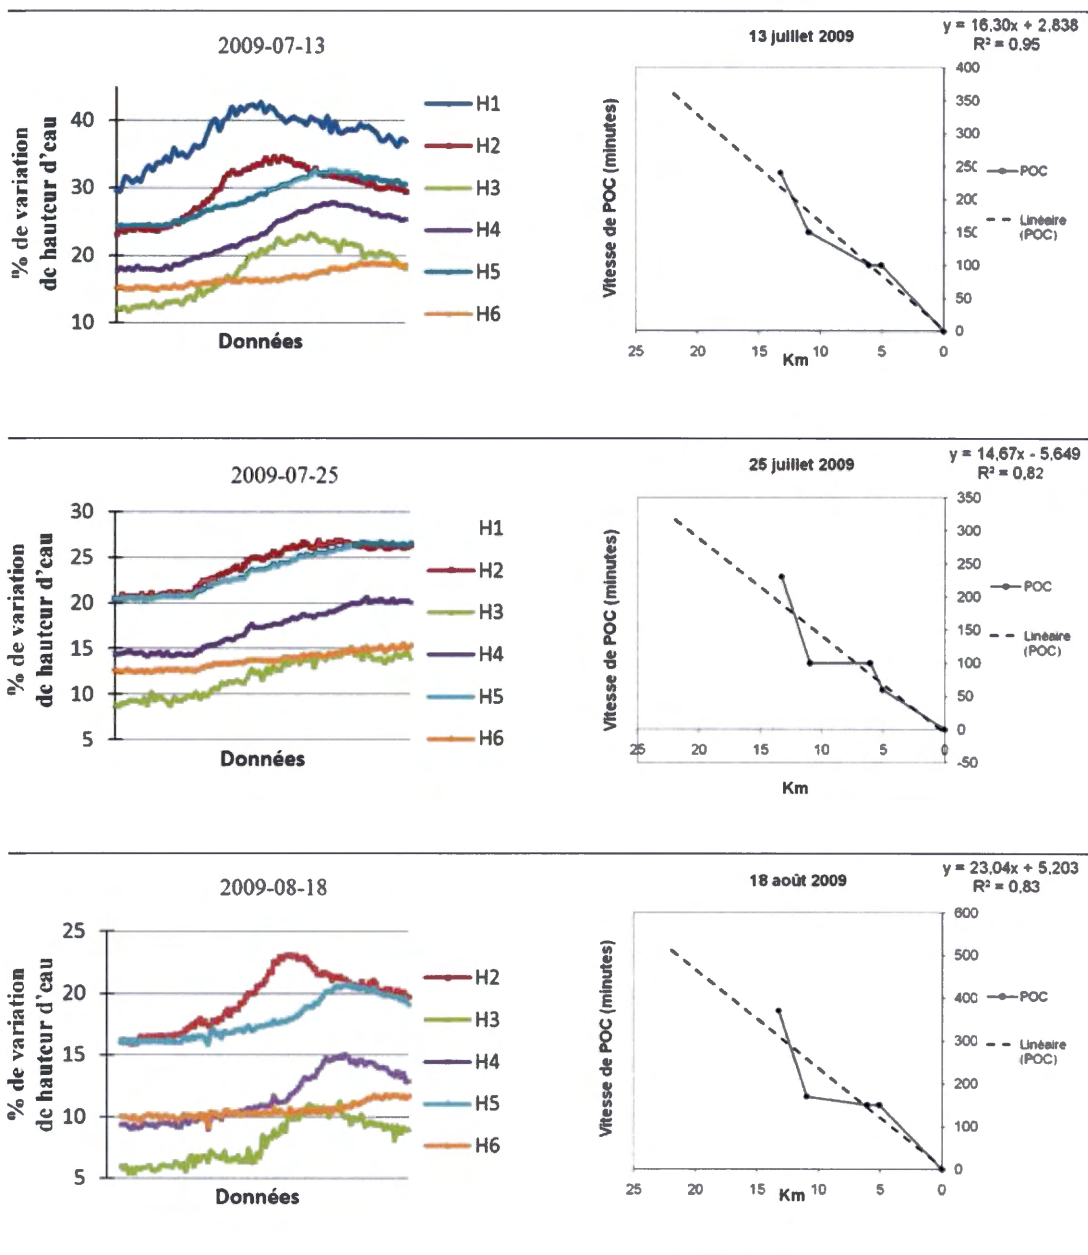 2009-07-13
% de variation
de hauteur d'eau
40
30
20
10
Données
H1
H2
H3
H4
H5
H6
13 juillet 2009
y = 16,30x + 2,838
R² = 0,95
Vitesse de POC (minutes)
400
350
300
250
200
150
100
50
0
25 20 15 10 5 0
Km
POC
Linéaire
(POC)
2009-07-25
% de variation
de hauteur d'eau
30
25
20
15
10
5
Données
H1
H2
H3
H4
H5
H6
25 juillet 2009
y = 14,67x - 5,649
R² = 0,82
Vitesse de POC (minutes)
350
300
250
200
150
100
50
0
-50
25 20 15 10 5 0
Km
POC
Linéaire
(POC)
2009-08-18
% de variation
de hauteur d'eau
25
20
15
10
5
Données
H2
H3
H4
H5
H6
18 août 2009
y = 23,04x + 5,203
R² = 0,83
Vitesse de POC (minutes)
600
500
400
300
200
100
0
25 20 15 10 5 0
Km
POC
Linéaire
(POC)